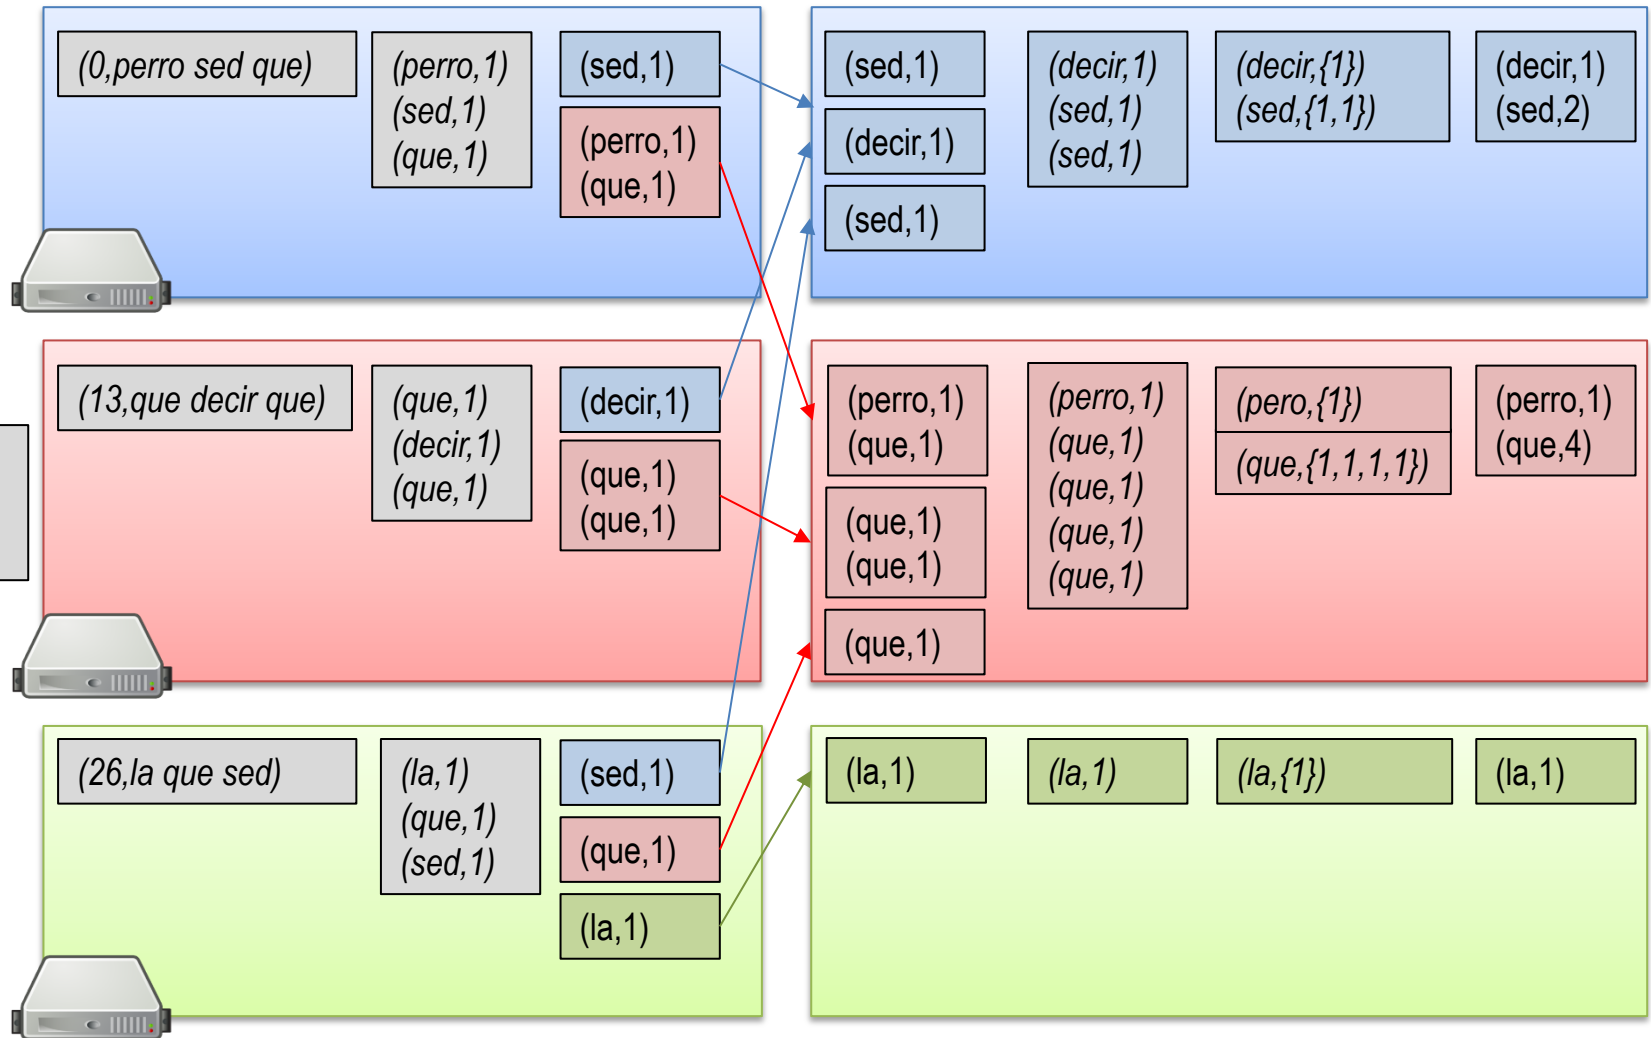 (0,perro sed que)
(perro,1)
(sed,1)
(que,1)
(sed,1)
(perro,1)
(que,1)
(sed,1)
(decir,1)
(sed,1)
(decir,1)
(sed,1)
(sed,1)
(decir,{1})
(sed,{1,1})
(decir,1)
(sed,2)
(13,que decir que)
(que,1)
(decir,1)
(que,1)
(decir,1)
(que,1)
(que,1)
(perro,1)
(que,1)
(que,1)
(que,1)
(que,1)
(perro,1)
(que,1)
(que,1)
(que,1)
(que,1)
(pero,{1})
(que,{1,1,1,1})
(perro,1)
(que,4)
(26,la que sed)
(la,1)
(que,1)
(sed,1)
(sed,1)
(que,1)
(la,1)
(la,1)
(la,1)
(la,{1})
(la,1)